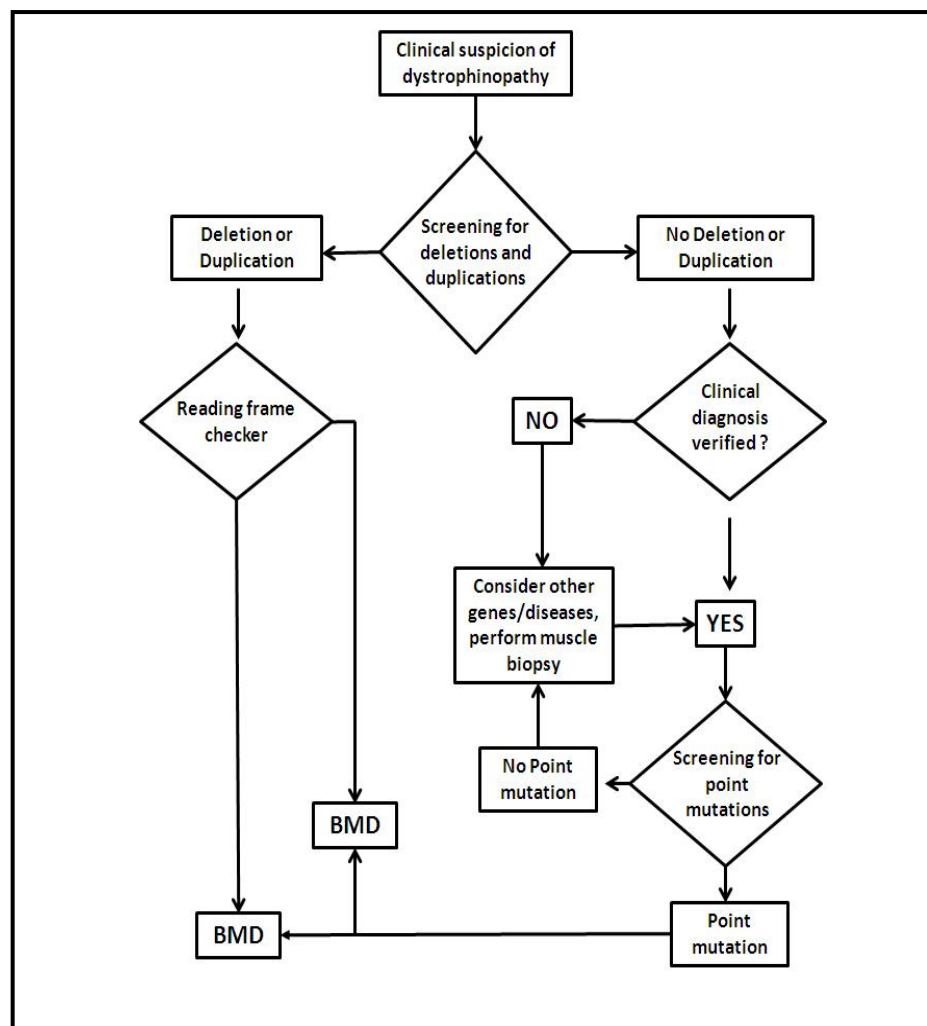 Clinical suspicion of
dystrophinopathy
Screening for
deletions and
duplications
Deletion or
Duplication
No Deletion or
Duplication
Reading frame
checker
Clinical
diagnosis
verified ?
NO
Consider other
genes/diseases,
perform muscle
biopsy
YES
No Point
mutation
Screening for
point
mutations
BMD
BMD
Point
mutation